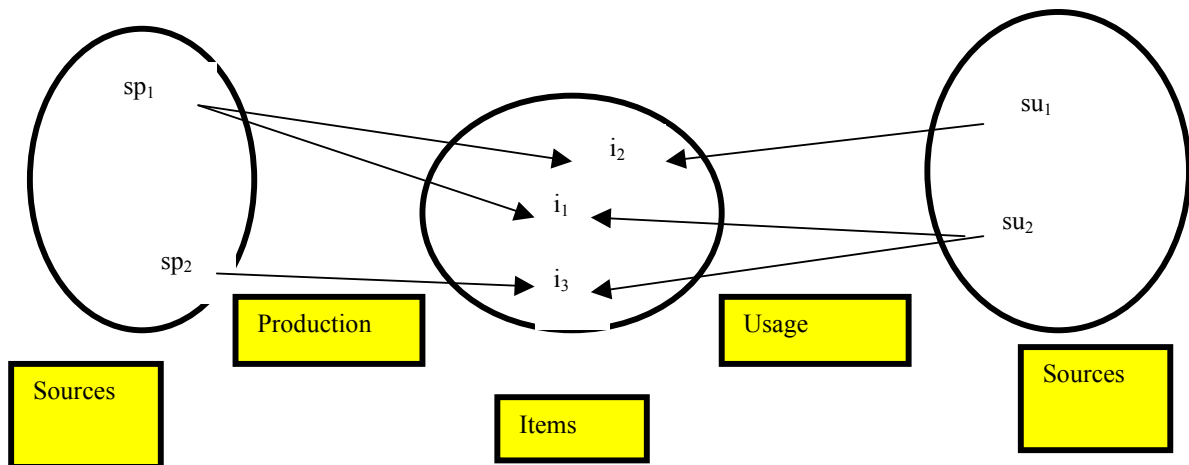 sp₁
su₁
i₂
i₁
su₂
sp₂
i₃
Production
Usage
Sources
Sources
Items